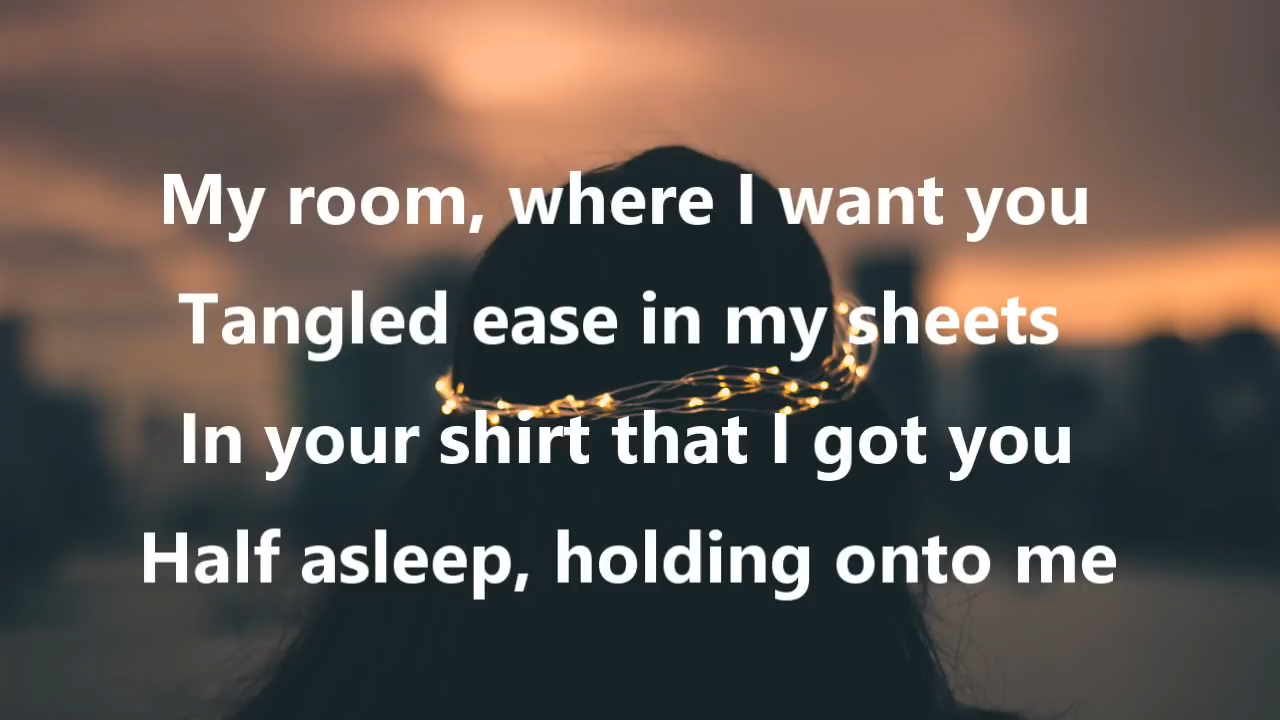 My room, where I want you
Tangled ease in my sheets
In your shirt that I got you
Half asleep, holding onto me